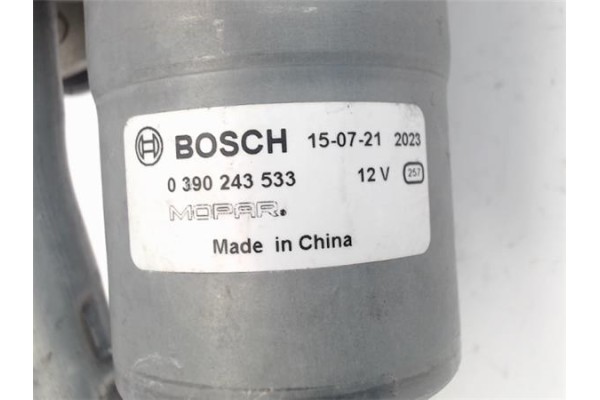 BOSCH 15-07-21 2023
0 390 243 533 12 V 257
MOPAR.
Made in China